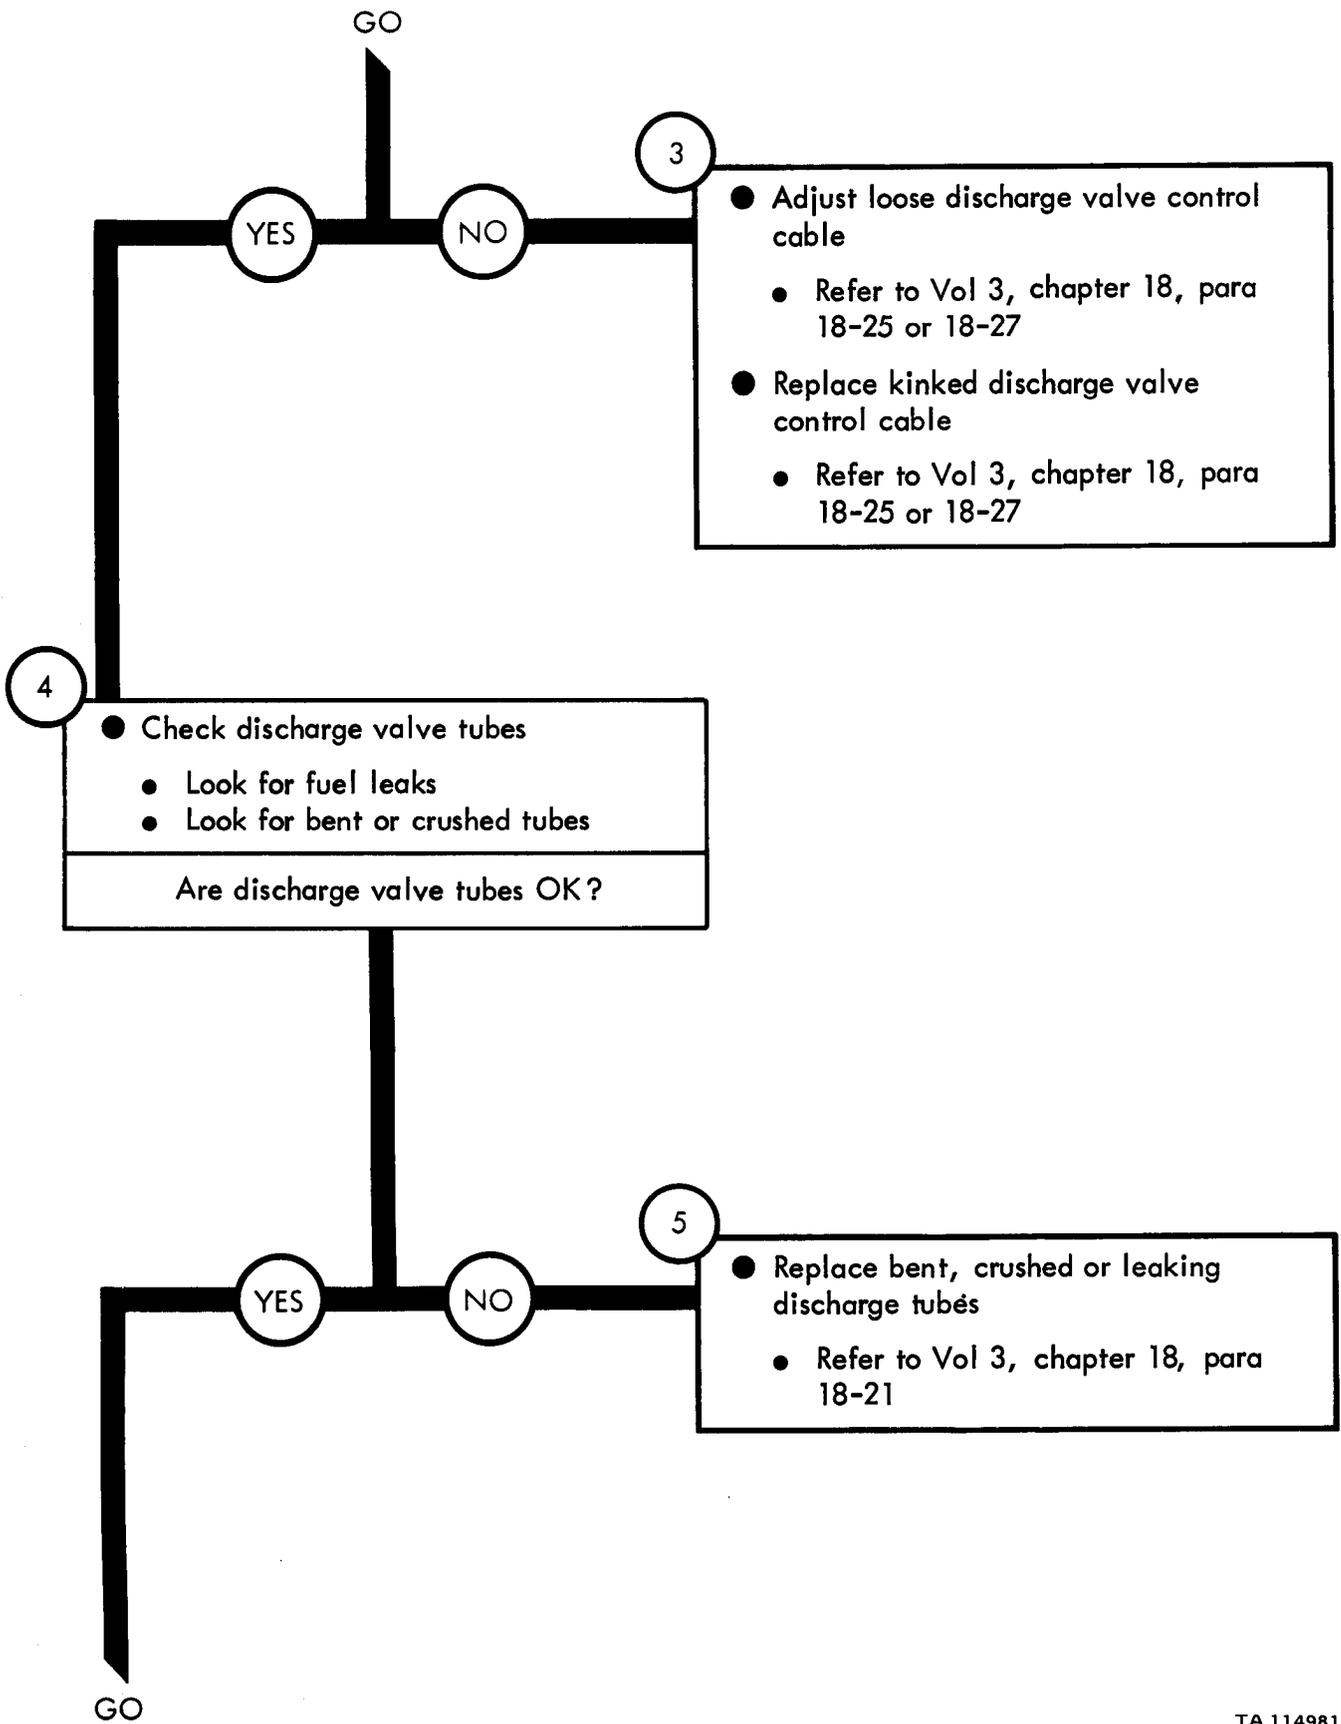 GO
YES
NO
3
● Adjust loose discharge valve control
cable
● Refer to Vol 3, chapter 18, para
18-25 or 18-27
● Replace kinked discharge valve
control cable
● Refer to Vol 3, chapter 18, para
18-25 or 18-27
4
● Check discharge valve tubes
● Look for fuel leaks
● Look for bent or crushed tubes
Are discharge valve tubes OK?
YES
NO
5
● Replace bent, crushed or leaking
discharge tubes
● Refer to Vol 3, chapter 18, para
18-21
GO
TA 114981